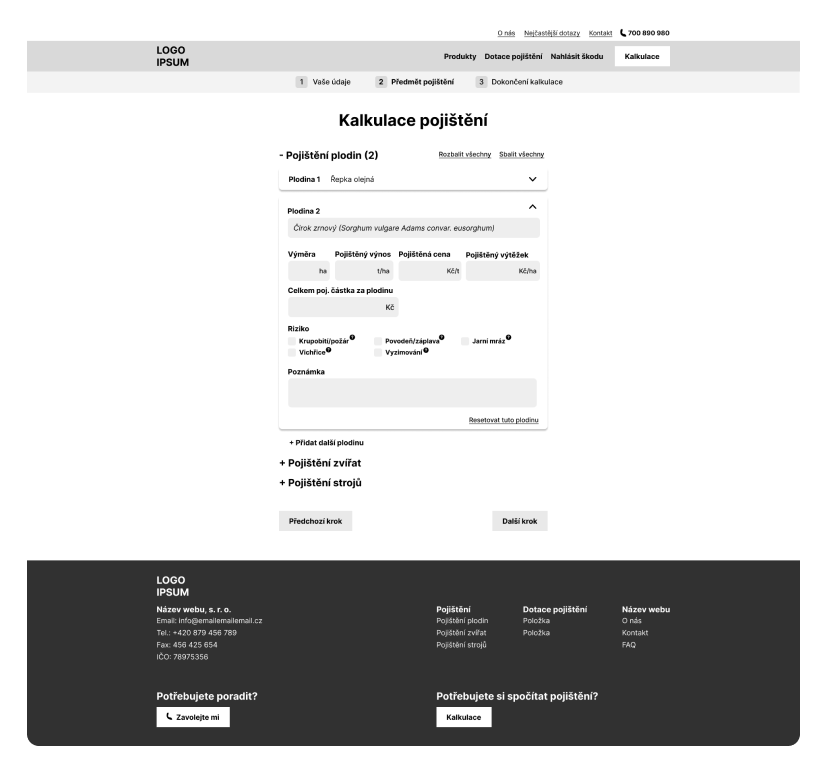 O nás Nejčastější dotazy Kontakt 700 890 980
LOGO
IPSUM
Produkty Dotace pojištění Nahlásit škodu Kalkulace
1 Vaše údaje 2 Předmět pojištění 3 Dokončení kalkulace
Kalkulace pojištění
- Pojištění plodin (2) Rozbalit všechny Sbalit všechny
Plodina 1 Řepka olejná
Plodina 2
Čirok zrnový (Sorghum vulgare Adams convar. eusorghum)
Výměra Pojištěný výnos Pojištěná cena Pojištěný výtěžek
ha t/ha Kč/t Kč/ha
Celkem poj. částka za plodinu
Kč
Riziko
Krupobití/požár ? Povodeň/záplava ? Jarní mráz ?
Vichřice ? Vyzimování ?
Poznámka
Resetovat tuto plodinu
+ Přidat další plodinu
+ Pojištění zvířat
+ Pojištění strojů
Předchozí krok Další krok
LOGO
IPSUM
Název webu, s. r. o. Pojištění Dotace pojištění Název webu
Email: info@emailemailemail.cz Pojištění plodin Položka O nás
Tel.: +420 879 456 789 Pojištění zvířat Položka Kontakt
Fax: 456 425 654 Pojištění strojů FAQ
IČO: 78975356
Potřebujete poradit? Potřebujete si spočítat pojištění?
Zavolejte mi Kalkulace